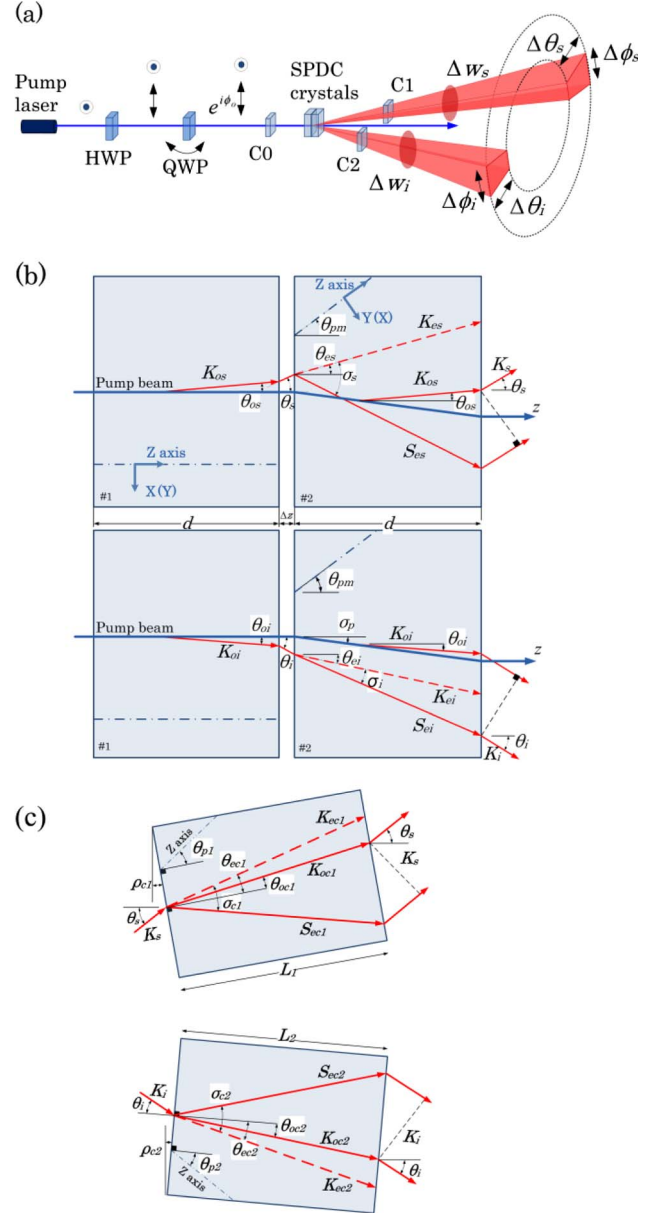 (a)
Pump laser
HWP
QWP
e^{iϕ_o}
C0
SPDC crystals
C1
C2
Δw_s
Δw_i
Δθ_s
Δϕ_s
Δϕ_i
Δθ_i
(b)
Z axis
Y(X)
θ_pm
K_es
θ_es
K_os
σ_s
K_s
θ_s
Pump beam
θ_os
θ_s
K_os
θ_os
z
S_es
Z axis
X(Y)
#1
#2
d
Δx
d
θ_pm
Pump beam
θ_oi
σ_p
K_oi
θ_oi
z
K_oi
θ_i
θ_ei
σ_i
K_ei
S_ei
θ_i
K_i
#1
#2
(c)
K_ec1
Z axis
θ_p1
θ_ec1
θ_s
K_oc1
K_s
ρ_c1
θ_oc1
θ_s
σ_c1
K_s
S_ec1
L_1
L_2
S_ec2
K_i
σ_c2
θ_i
θ_oc2
K_i
K_oc2
ρ_c2
θ_ec2
θ_p2
θ_i
Z axis
K_ec2